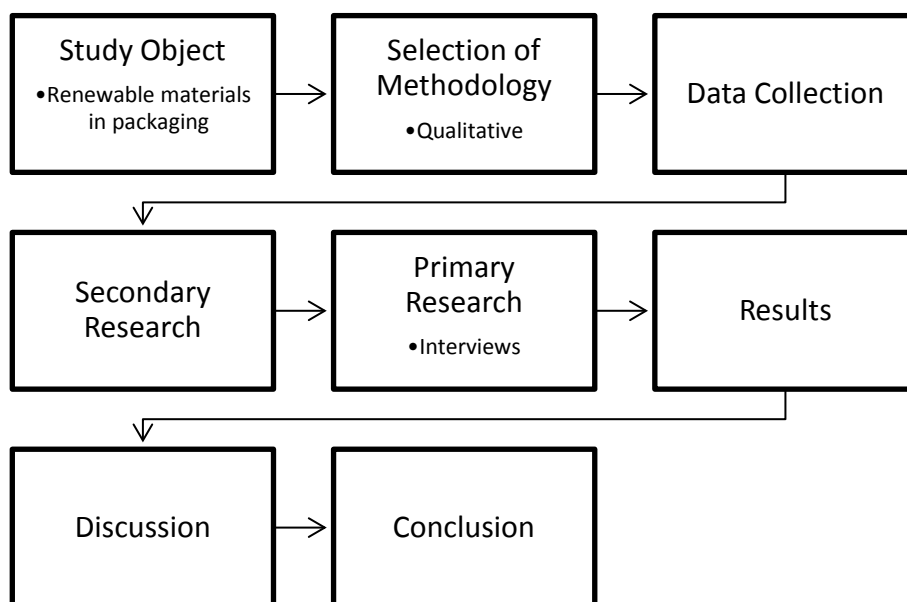 Study Object
•Renewable materials
in packaging
Selection of
Methodology
•Qualitative
Data Collection
Secondary
Research
Primary
Research
•Interviews
Results
Discussion
Conclusion